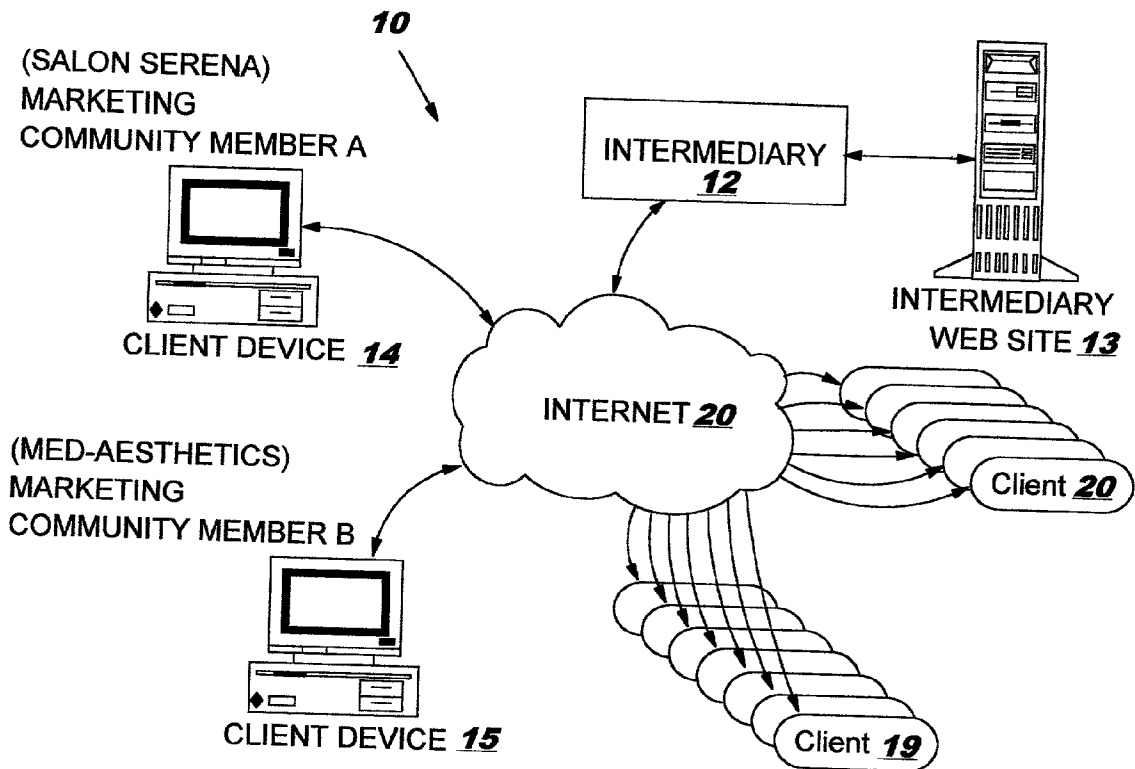 10
(SALON SERENA)
MARKETING
COMMUNITY MEMBER A
INTERMEDIARY
12
CLIENT DEVICE 14
INTERMEDIARY
WEB SITE 13
INTERNET 20
(MED-AESTHETICS)
MARKETING
COMMUNITY MEMBER B
Client 20
CLIENT DEVICE 15
Client 19